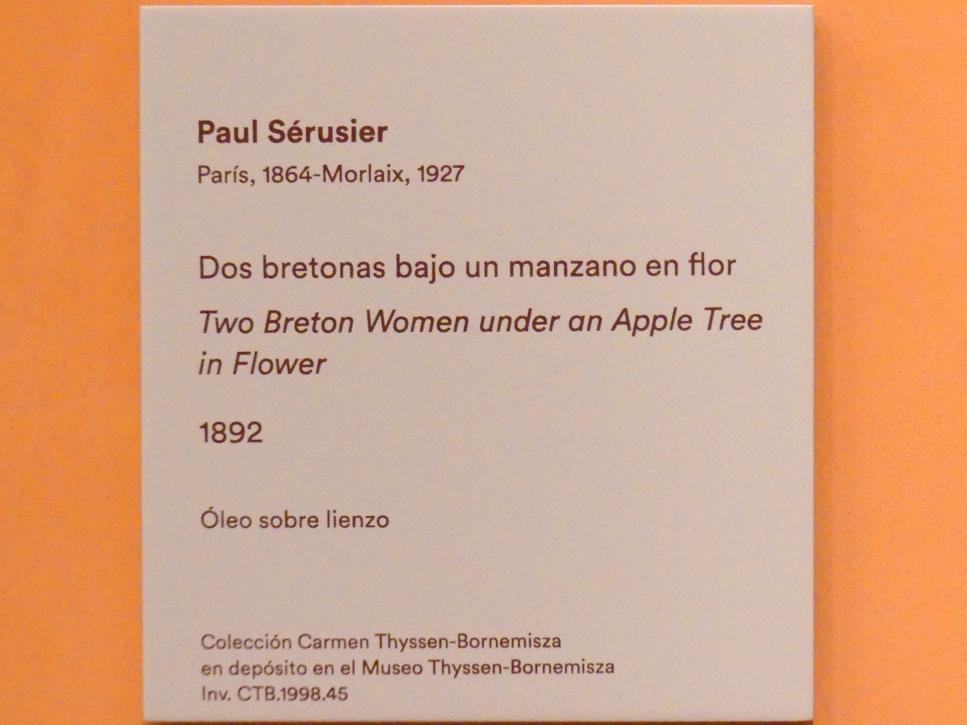 Paul Sérusier
París, 1864-Morlaix, 1927
Dos bretonas bajo un manzano en flor
Two Breton Women under an Apple Tree
in Flower
1892
Óleo sobre lienzo
Colección Carmen Thyssen-Bornemisza
en depósito en el Museo Thyssen-Bornemisza
Inv. CTB.1998.45